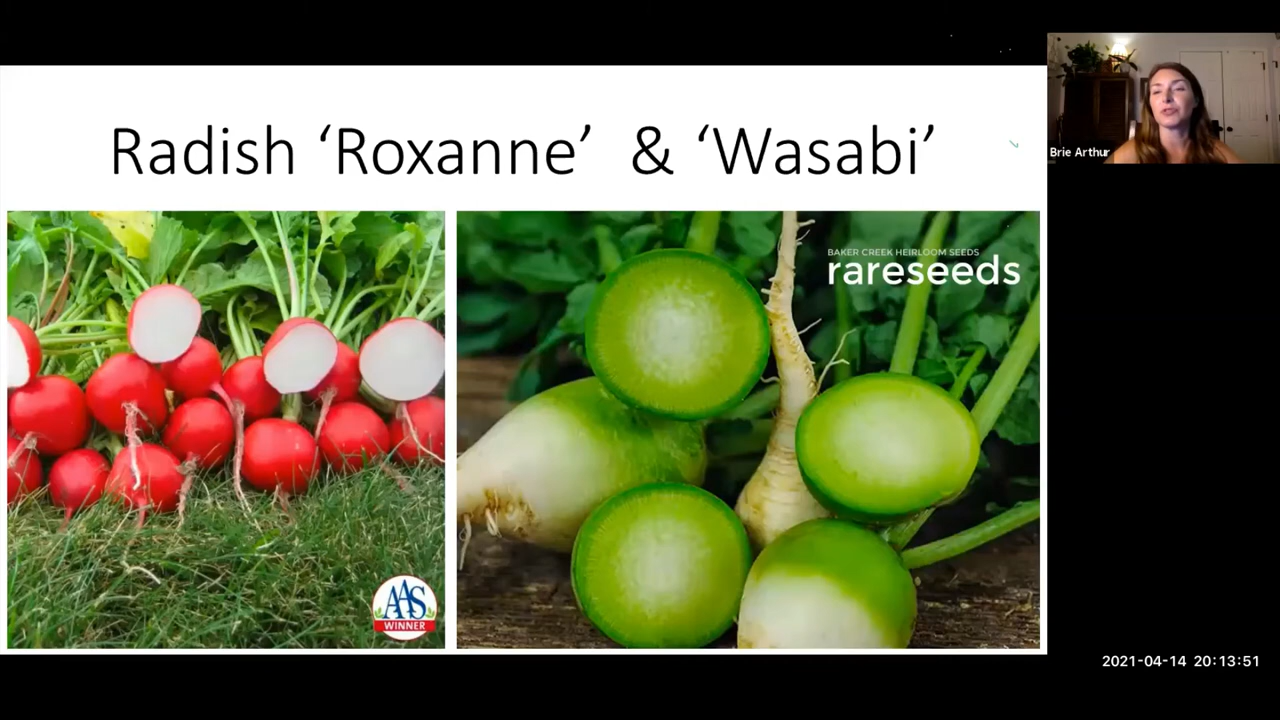 Radish ‘Roxanne’ & ‘Wasabi’
Brie Arthur
BAKER CREEK HEIRLOOM SEEDS
rareseeds
AAS
WINNER
2021-04-14 20:13:51